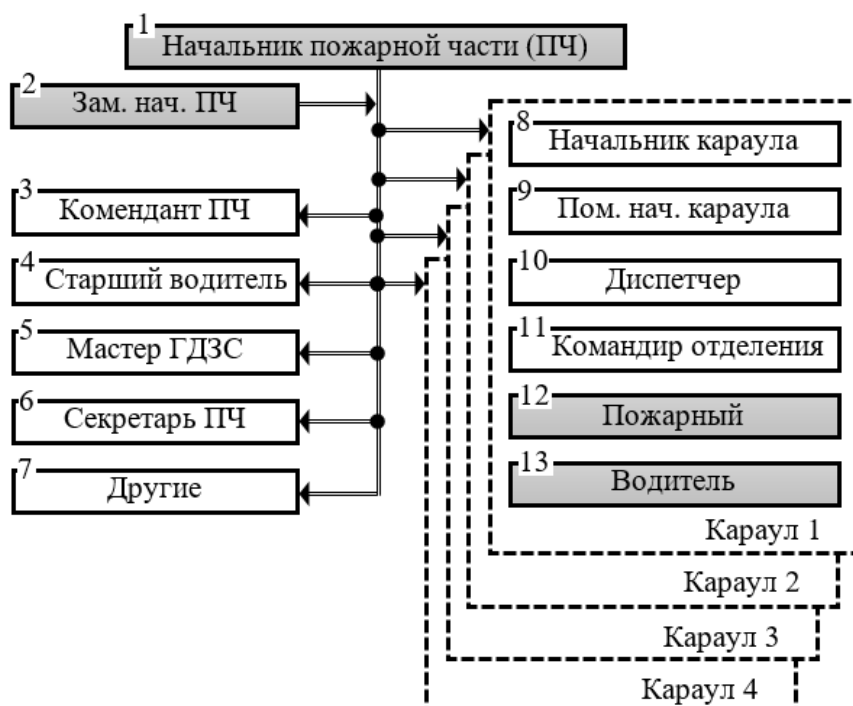 1
Начальник пожарной части (ПЧ)
2
Зам. нач. ПЧ
3
Комендант ПЧ
4
Старший водитель
5
Мастер ГДЗС
6
Секретарь ПЧ
7
Другие
8
Начальник караула
9
Пом. нач. караула
10
Диспетчер
11
Командир отделения
12
Пожарный
13
Водитель
Караул 1
Караул 2
Караул 3
Караул 4